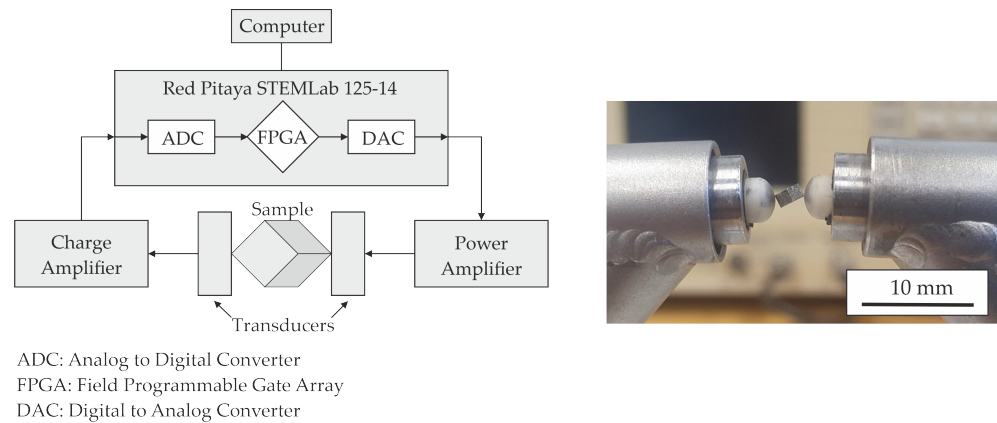 Computer
Red Pitaya STEMLab 125-14
ADC
FPGA
DAC
Sample
Charge
Amplifier
Power
Amplifier
Transducers
10 mm
ADC: Analog to Digital Converter
FPGA: Field Programmable Gate Array
DAC: Digital to Analog Converter